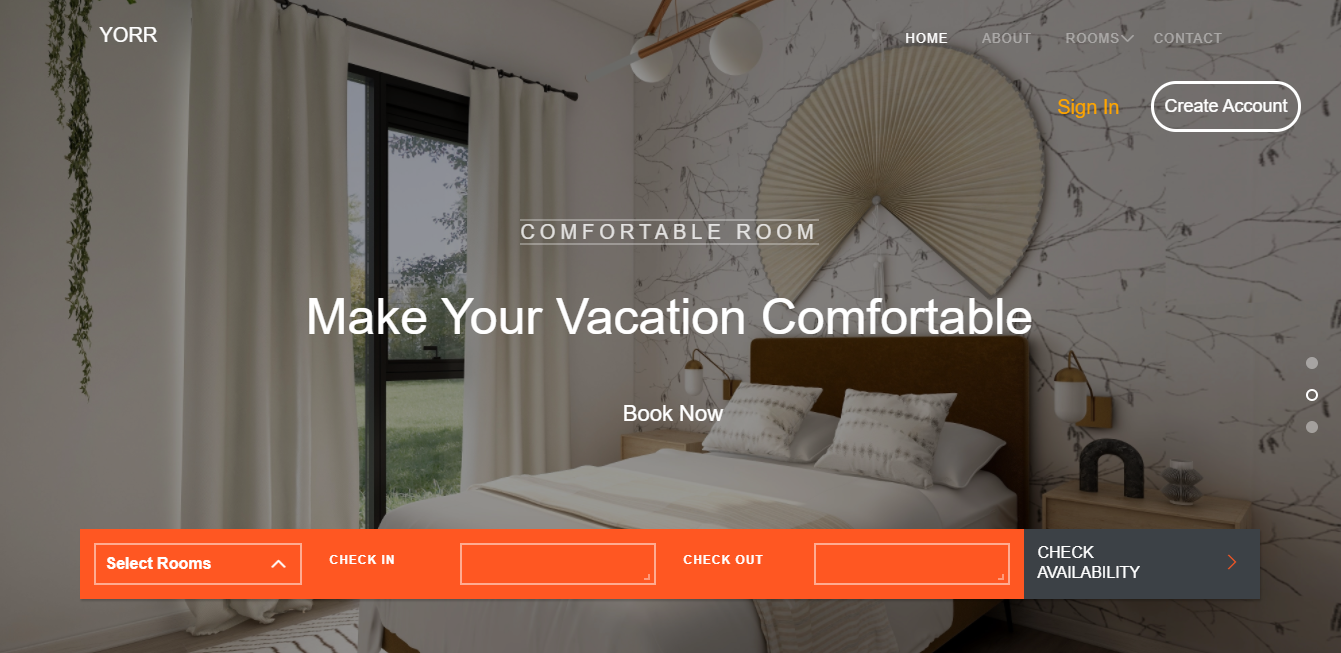 YORR
HOME ABOUT ROOMS CONTACT
Sign In Create Account
COMFORTABLE ROOM
Make Your Vacation Comfortable
Book Now
Select Rooms CHECK IN CHECK OUT CHECK
AVAILABILITY